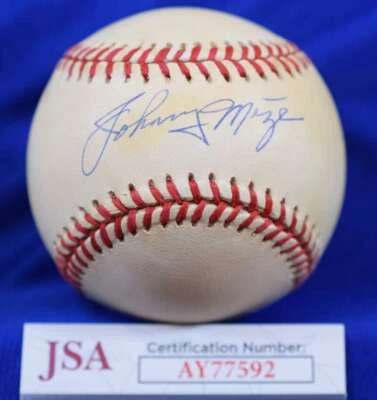 Johnny Mize
JSA
Certification Number:
AY77592